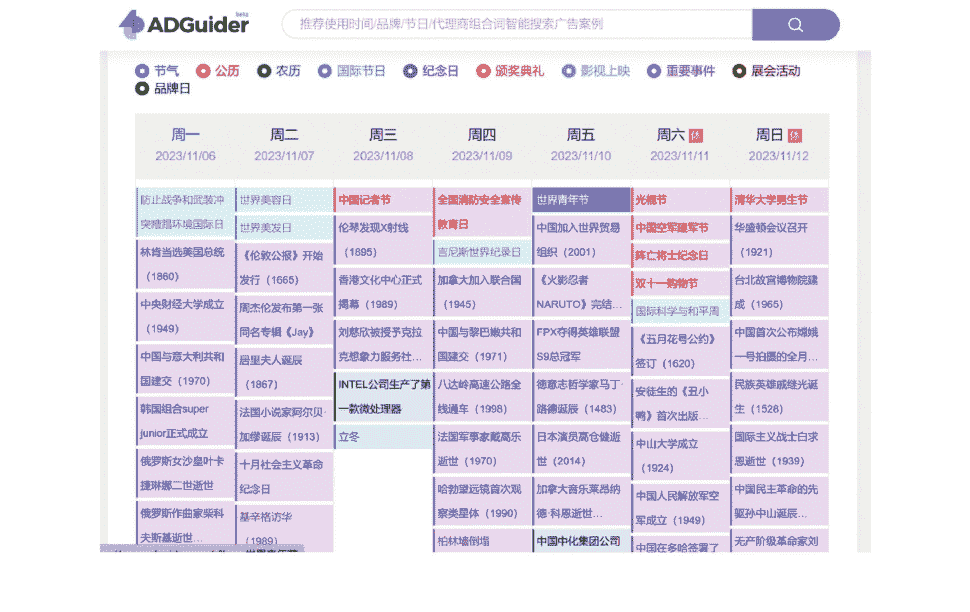 ADGuider beta
推荐使用时间/品牌/节日/代理商组合词智能搜索广告案例
节气 公历 农历 国际节日 纪念日 颁奖典礼 影视上映 重要事件 展会活动
品牌日
周一 周二 周三 周四 周五 周六 休 周日 休
2023/11/06 2023/11/07 2023/11/08 2023/11/09 2023/11/10 2023/11/11 2023/11/12
防止战争和武装冲
突糟蹋环境国际日
林肯当选美国总统
(1860)
中央财经大学成立
(1949)
中国与意大利共和
国建交(1970)
韩国组合super
junior正式成立
俄罗斯女沙皇叶卡
捷琳娜二世逝世
俄罗斯作曲家柴科
夫斯基逝世...
世界美容日
世界美发日
《伦敦公报》开始
发行(1665)
周杰伦发布第一张
同名专辑《Jay》
居里夫人诞辰
(1867)
法国小说家阿尔贝·
加缪诞辰(1913)
十月社会主义革命
纪念日
基辛格访华
(1989)
中国记者节
伦琴发现X射线
(1895)
香港文化中心正式
揭幕(1989)
刘慈欣被授予克拉
克想象力服务社...
INTEL公司生产了第
一款微处理器
立冬
全国消防安全宣传
教育日
吉尼斯世界纪录日
加拿大加入联合国
(1945)
中国与黎巴嫩共和
国建交(1971)
八达岭高速公路全
线通车(1998)
法国军事家戴高乐
逝世(1970)
哈勃望远镜首次观
察类星体(1990)
柏林墙倒塌
世界青年节
中国加入世界贸易
组织(2001)
《火影忍者
NARUTO》完结...
FPX夺得英雄联盟
S9总冠军
德意志哲学家马丁·
路德诞辰(1483)
日本演员高仓健逝
世(2014)
加拿大音乐莱昂纳
德·科恩逝世...
中国中化集团公司
光棍节
中国空军建军节
阵亡将士纪念日
双十一购物节
国际科学与和平周
《五月花号公约》
签订(1620)
安徒生的《丑小
鸭》首次出版...
中山大学成立
(1924)
中国人民解放军空
军成立(1949)
中国在多哈签署了
清华大学男生节
华盛顿会议召开
(1921)
台北故宫博物院建
成(1965)
中国首次公布嫦娥
一号拍摄的全月...
民族英雄戚继光诞
生(1528)
国际主义战士白求
恩逝世(1939)
中国民主革命的先
驱孙中山诞辰...
无产阶级革命家刘